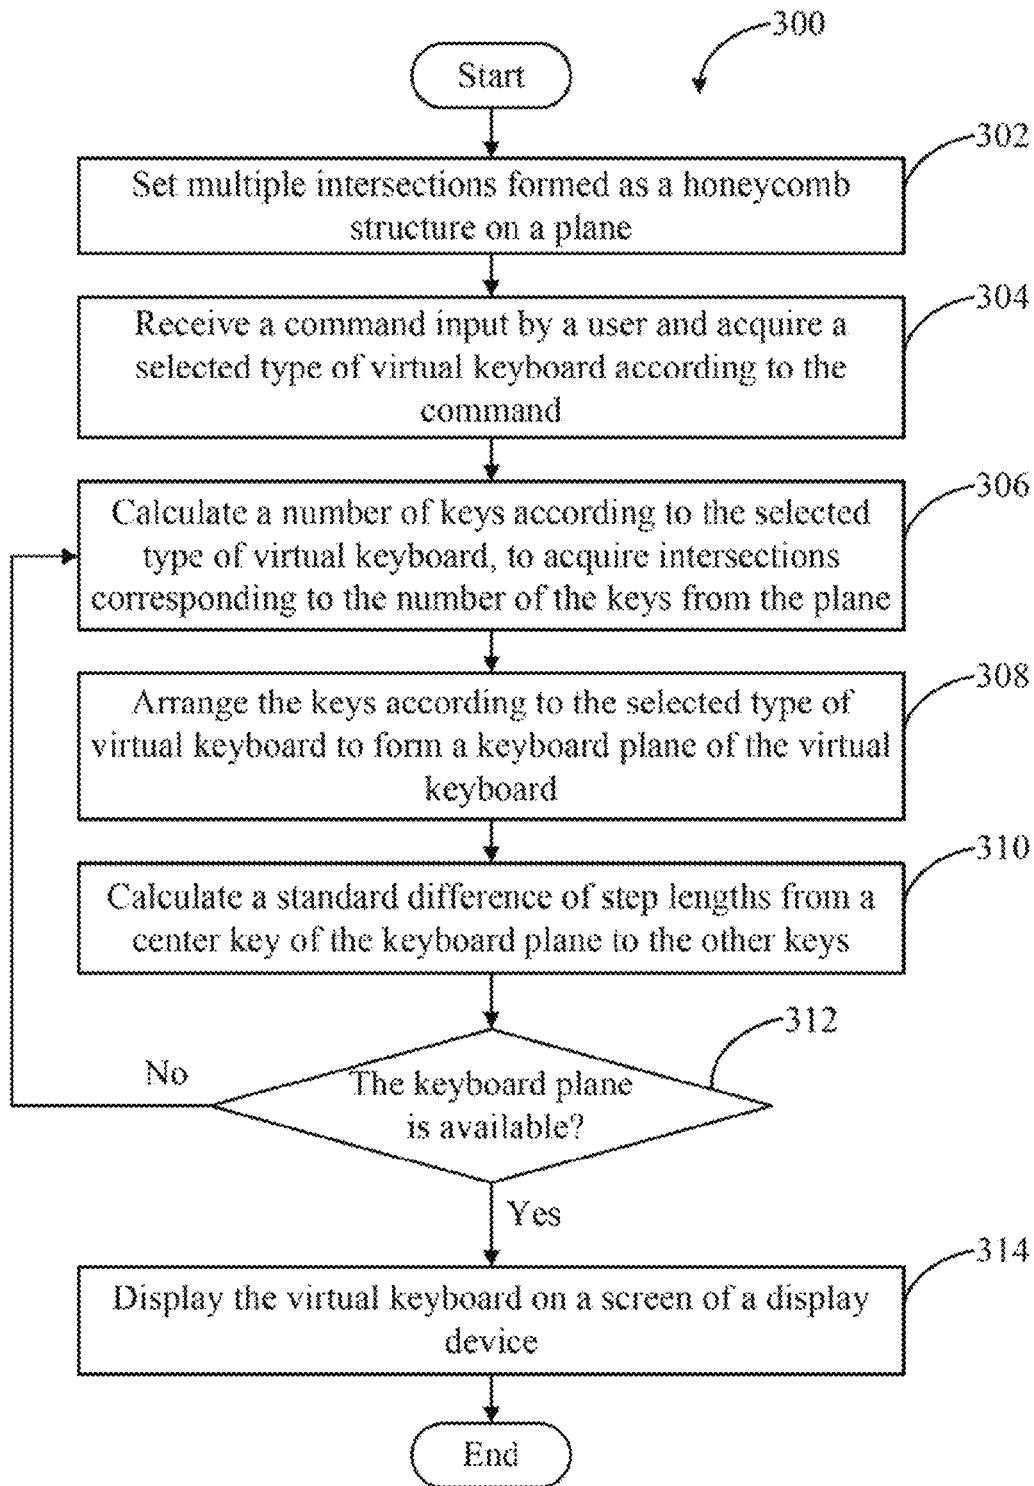 300
Start
302
Set multiple intersections formed as a honeycomb
structure on a plane
304
Receive a command input by a user and acquire a
selected type of virtual keyboard according to the
command
306
Calculate a number of keys according to the selected
type of virtual keyboard, to acquire intersections
corresponding to the number of the keys from the plane
308
Arrange the keys according to the selected type of
virtual keyboard to form a keyboard plane of the virtual
keyboard
310
Calculate a standard difference of step lengths from a
center key of the keyboard plane to the other keys
312
No
The keyboard plane
is available?
Yes
314
Display the virtual keyboard on a screen of a display
device
End